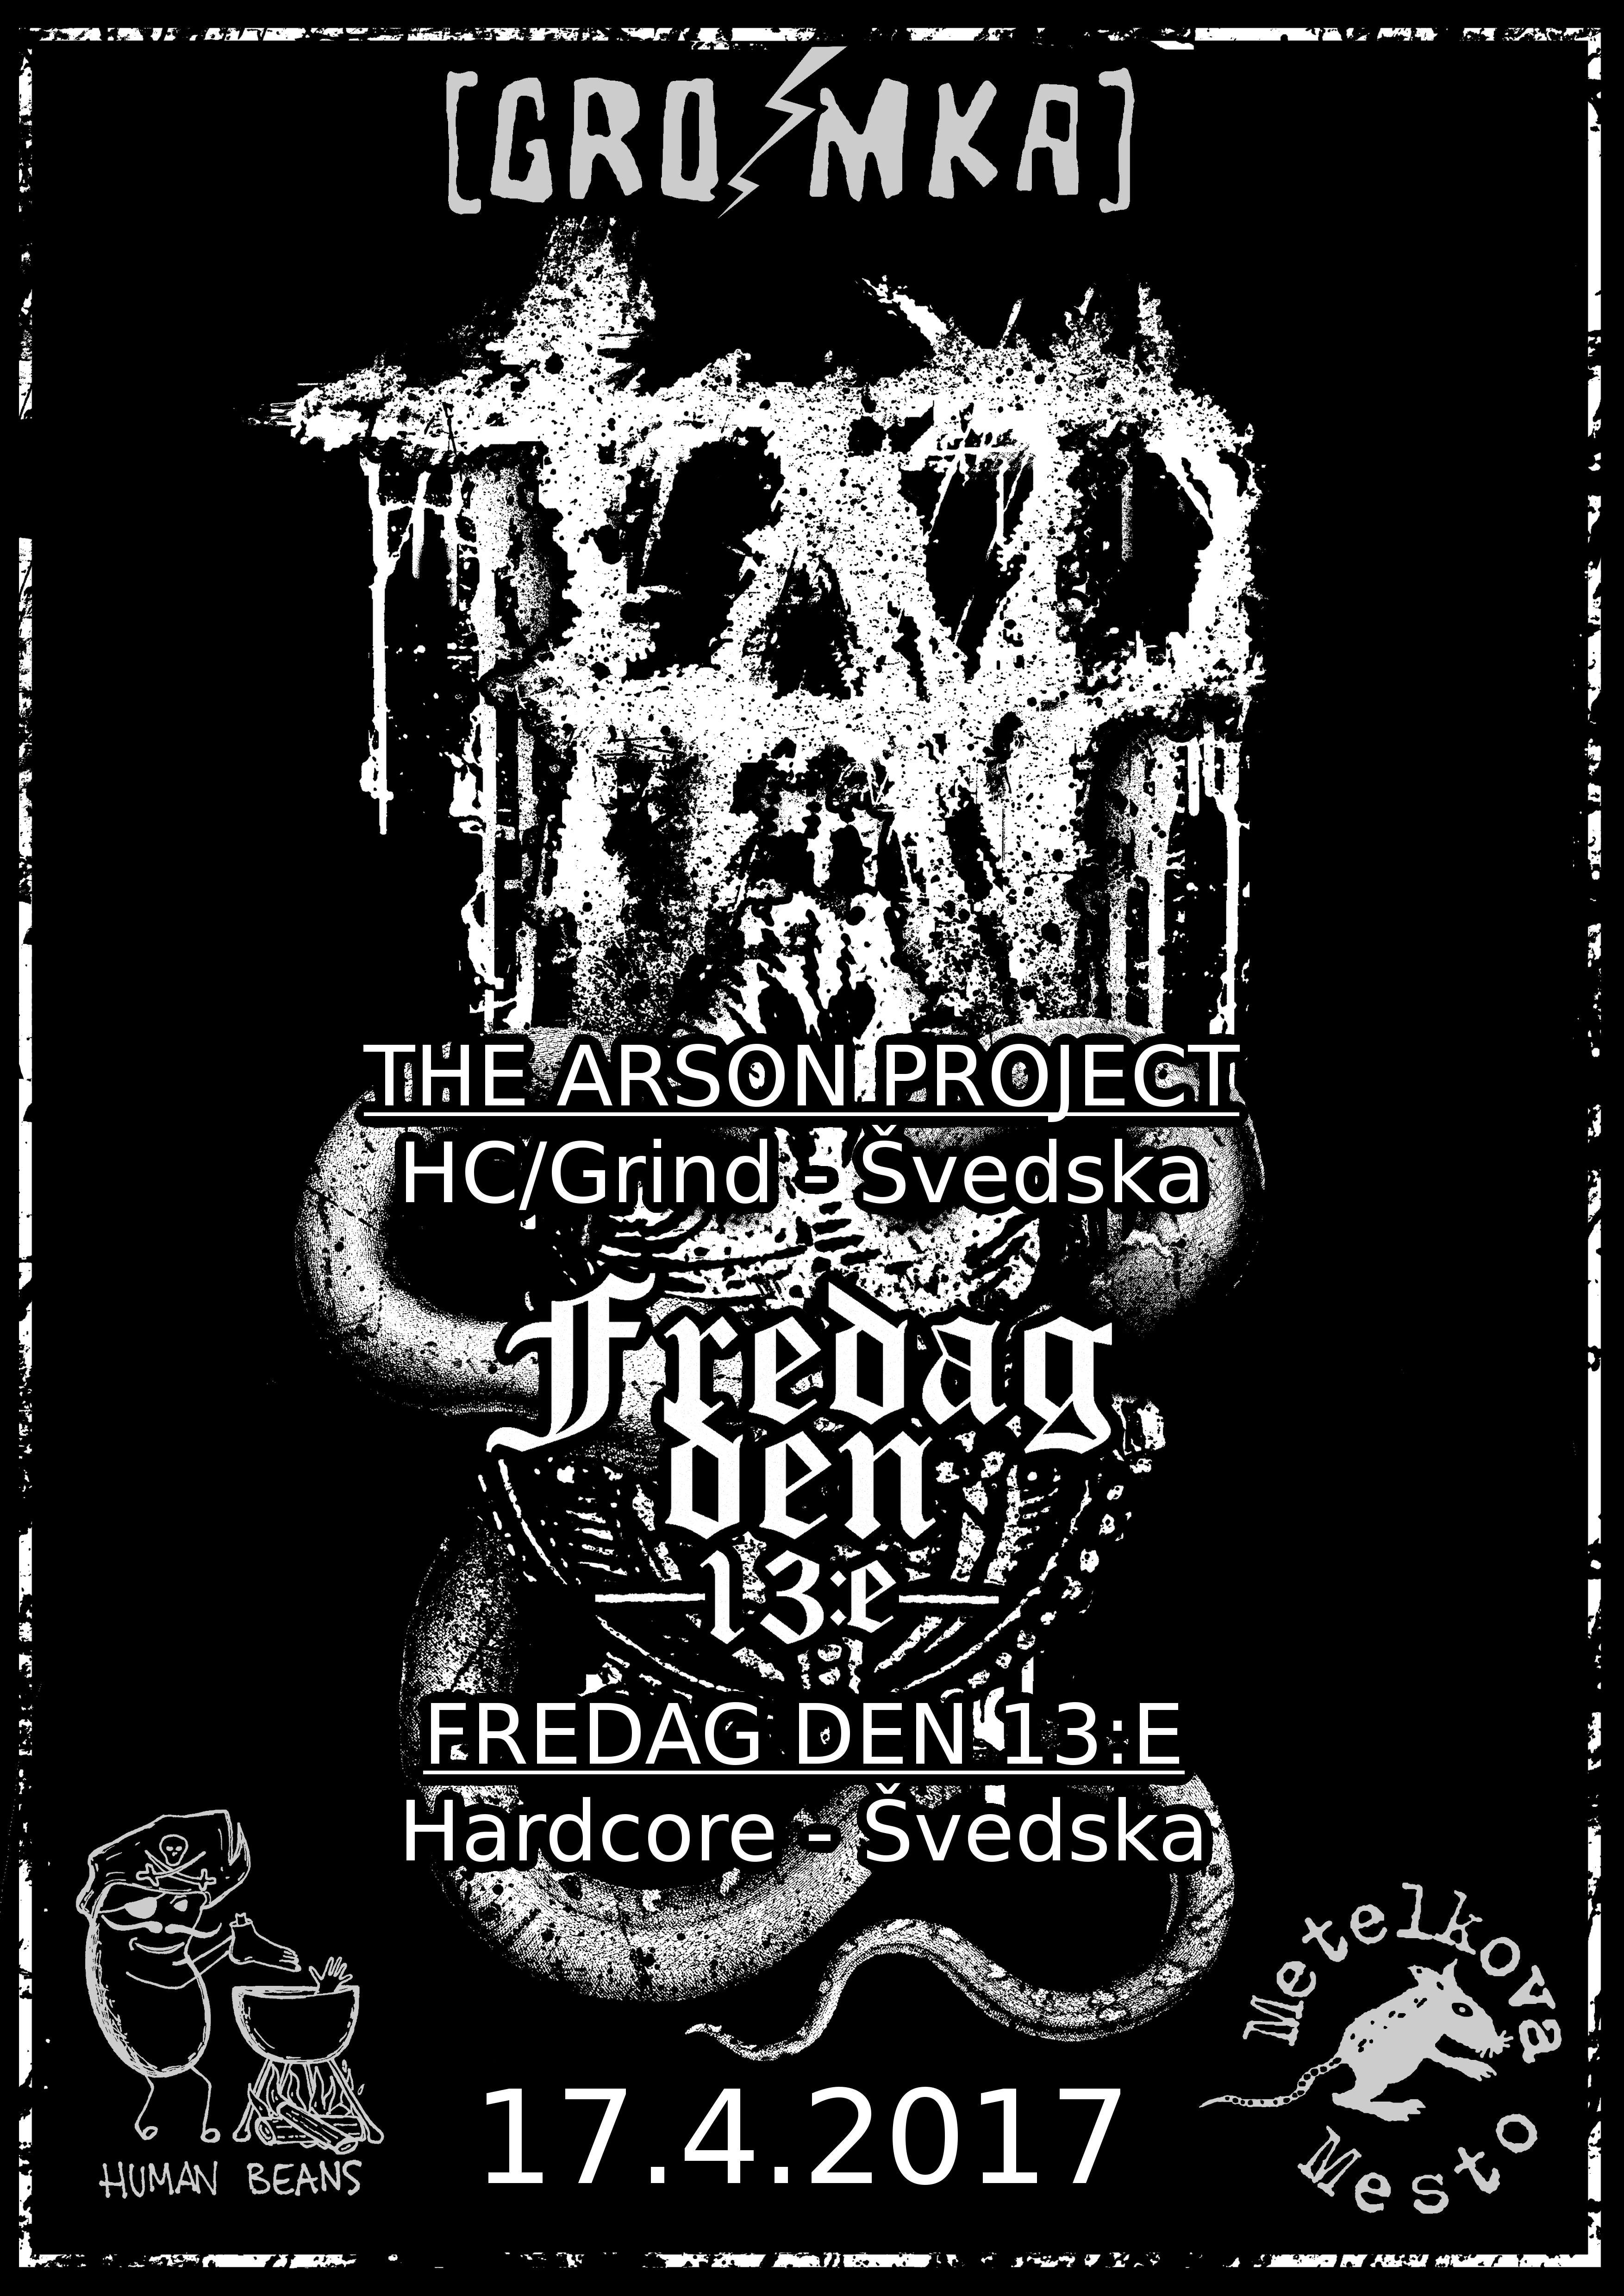 [GROMKA]
TAP
THE ARSON PROJECT
HC/Grind - Švedska
Fredag
den
13:e
FREDAG DEN 13:E
Hardcore - Švedska
17.4.2017
HUMAN BEANS
Metelkova
Mesto